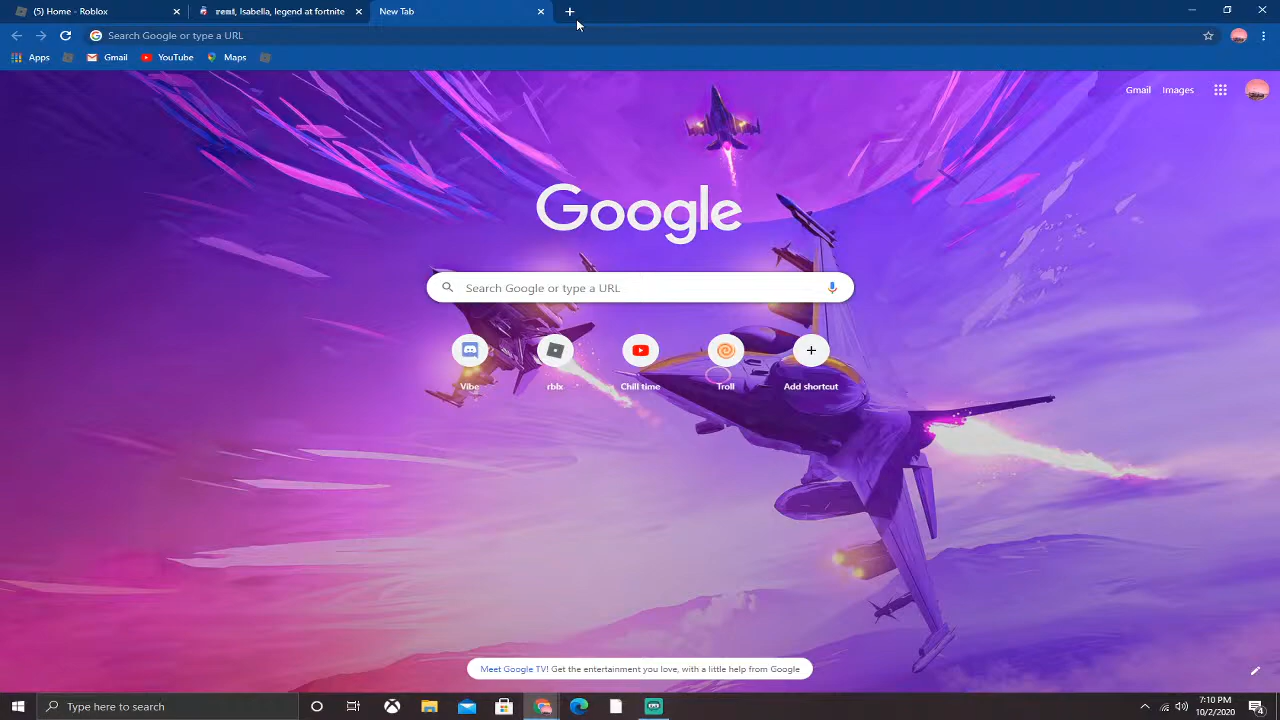 (5) Home - Roblox
remi, Isabella, legend at fortnite
New Tab
Search Google or type a URL
Apps
Gmail
YouTube
Maps
Gmail
Images
Google
Search Google or type a URL
Vibe
rblx
Chill time
Troll
Add shortcut
Meet Google TV! Get the entertainment you love, with a little help from Google
Type here to search
7:10 PM
10/2/2020
4